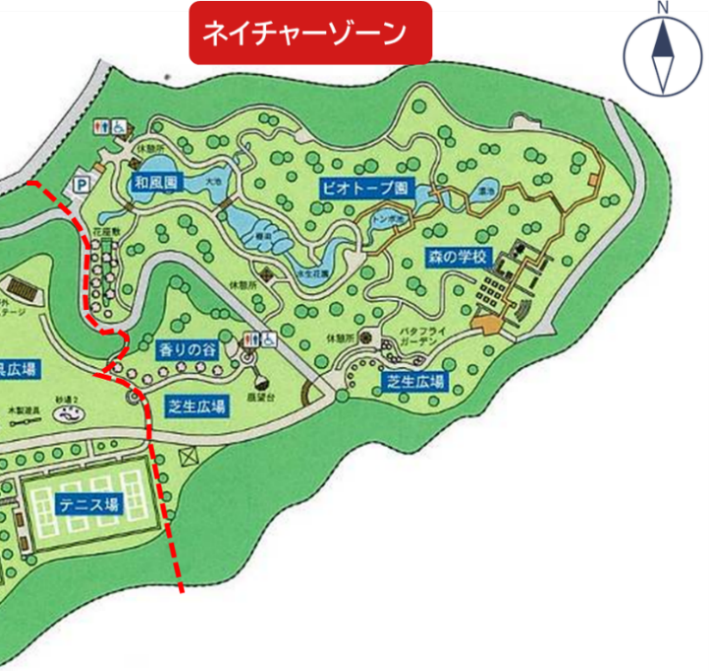 ネイチャーゾーン
N
休憩所
P
和風園
大池
ビオトープ園
トンボ池
花座敷
水生花園
森の学校
休憩所
外
ステージ
休憩所
バタフライ
ガーデン
香りの谷
具広場
芝生広場
展望台
芝生広場
砂場2
木製遊具
テニス場